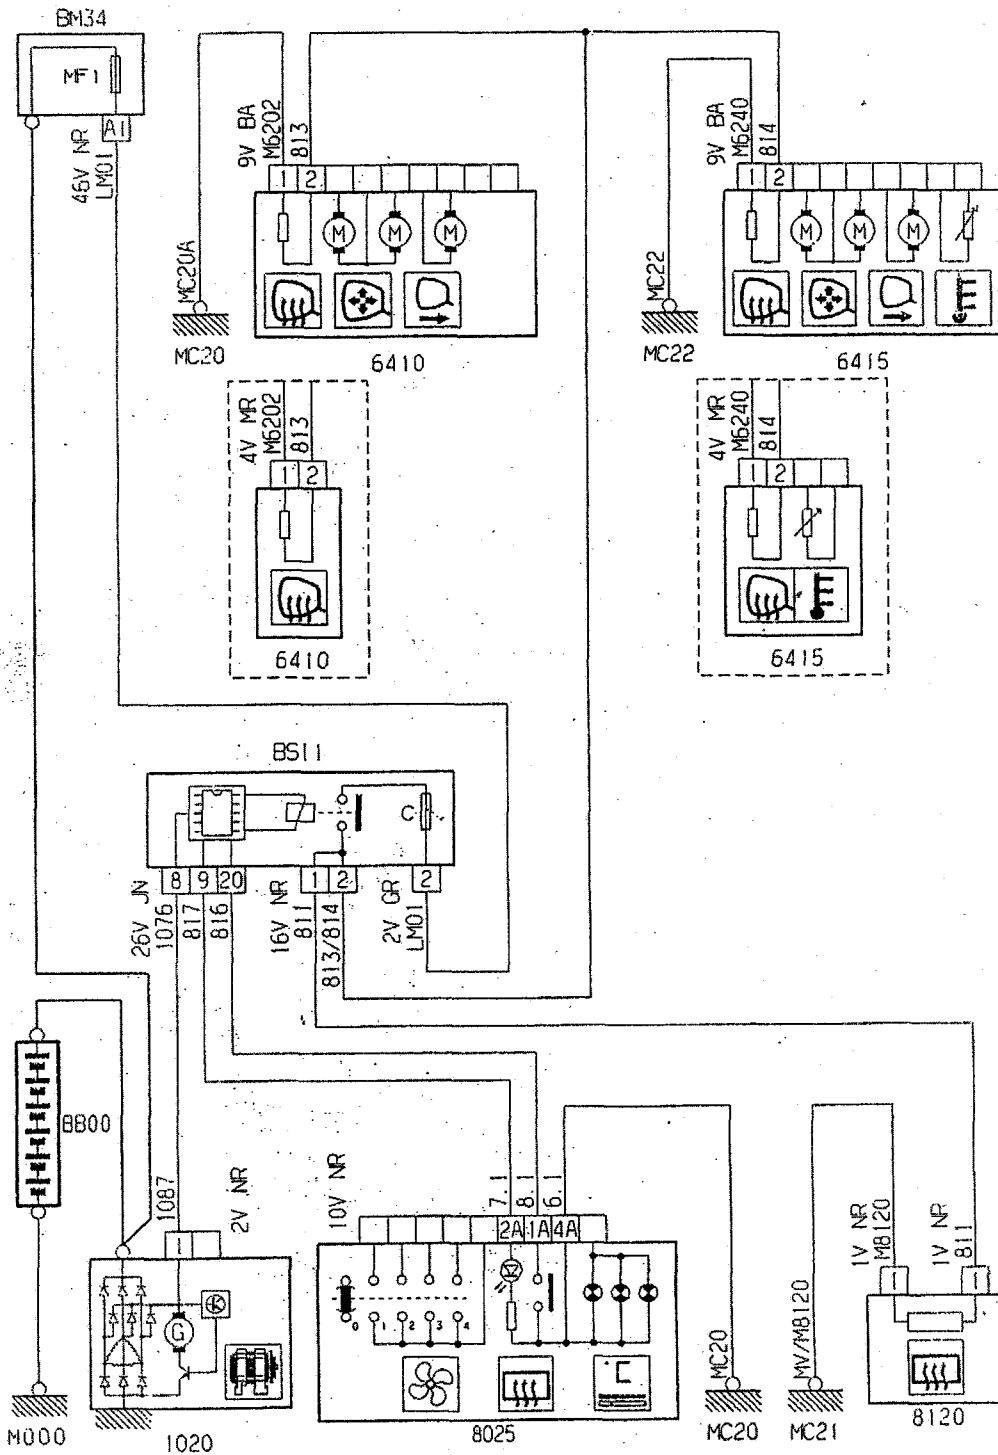 BM34
MF1
A1
46V NR
LM01
9V BA
M6202
813
1 2
M M M
MC20A
MC20
6410
9V BA
M6240
814
1 2
M M M
MC22
MC22
6415
4V MR
M6202
813
1 2
6410
4V MR
M6240
814
1 2
6415
BSI1
C
8 9 20
1 2
2
26V JN
1076
817
816
16V NR
811
813/814
2V GR
LM01
BB00
M000
1087
2V NR
1
G
1020
10V NR
7.1
8.1
6.1
2A 1A 4A
0 1 2 3 4
8025
MC20
MC20
MV/M8120
MC21
1V NR
M8120
1V NR
811
1 1
8120